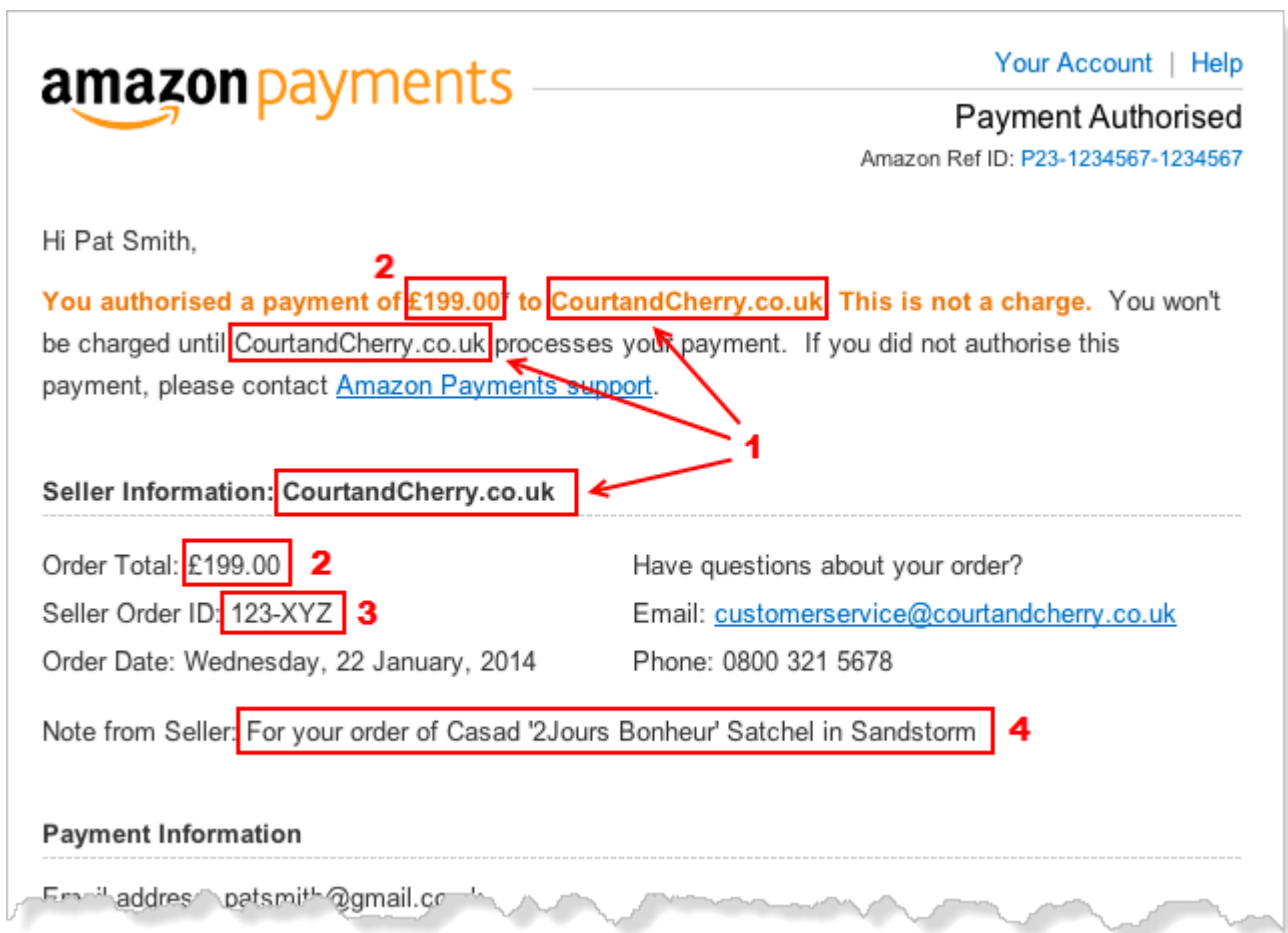 amazon payments
Your Account | Help
Payment Authorised
Amazon Ref ID: P23-1234567-1234567
Hi Pat Smith,
2
You authorised a payment of £199.00* to CourtandCherry.co.uk. This is not a charge. You won't
be charged until CourtandCherry.co.uk processes your payment. If you did not authorise this
payment, please contact Amazon Payments support.
1
Seller Information: CourtandCherry.co.uk
Order Total: £199.00 2
Have questions about your order?
Seller Order ID: 123-XYZ 3
Email: customerservice@courtandcherry.co.uk
Order Date: Wednesday, 22 January, 2014
Phone: 0800 321 5678
Note from Seller: For your order of Casad '2Jours Bonheur' Satchel in Sandstorm 4
Payment Information
Email address: patsmith@gmail.co